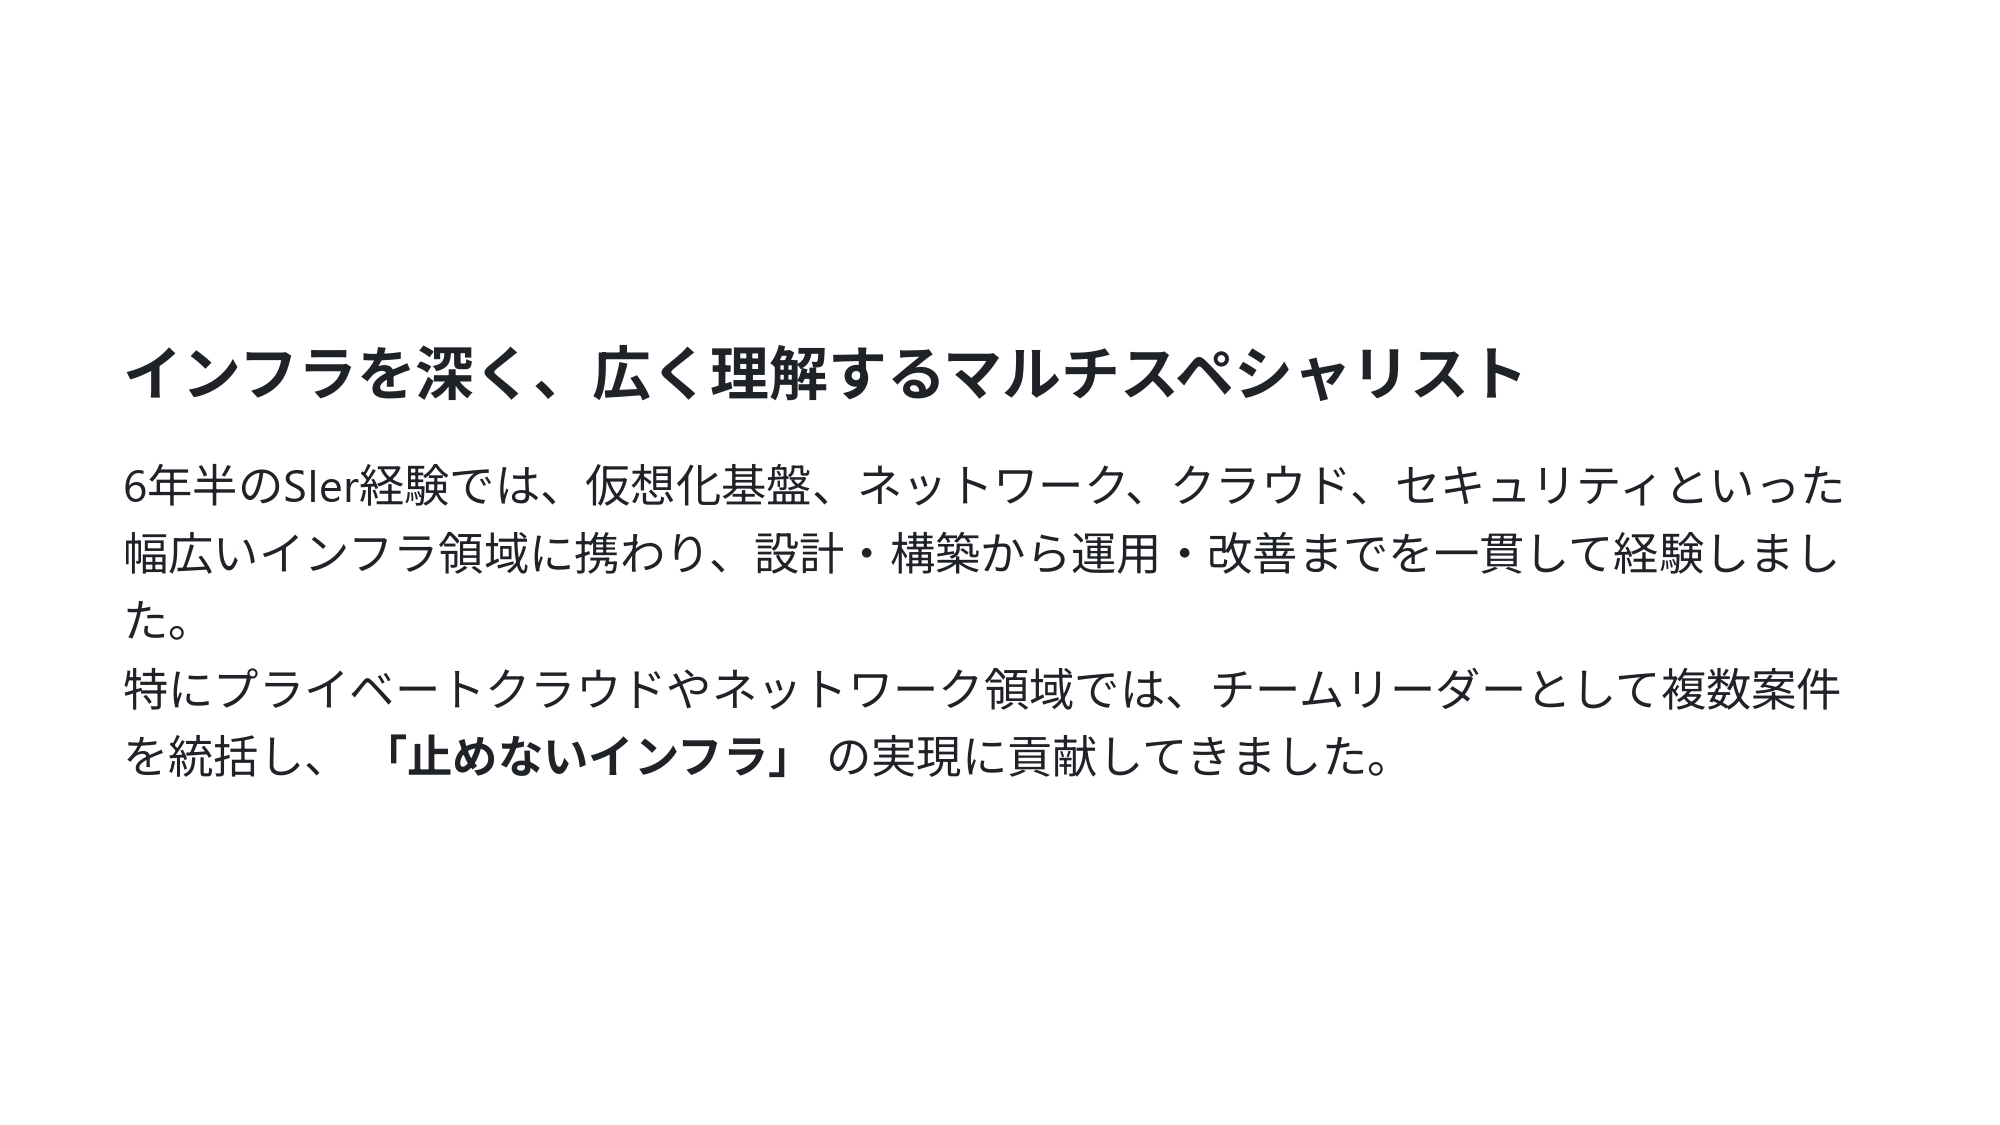 インフラを深く、広く理解するマルチスペシャリスト
6年半のSIer経験では、仮想化基盤、ネットワーク、クラウド、セキュリティといった
幅広いインフラ領域に携わり、設計・構築から運用・改善までを一貫して経験しまし
た。
特にプライベートクラウドやネットワーク領域では、チームリーダーとして複数案件
を統括し、 「止めないインフラ」 の実現に貢献してきました。